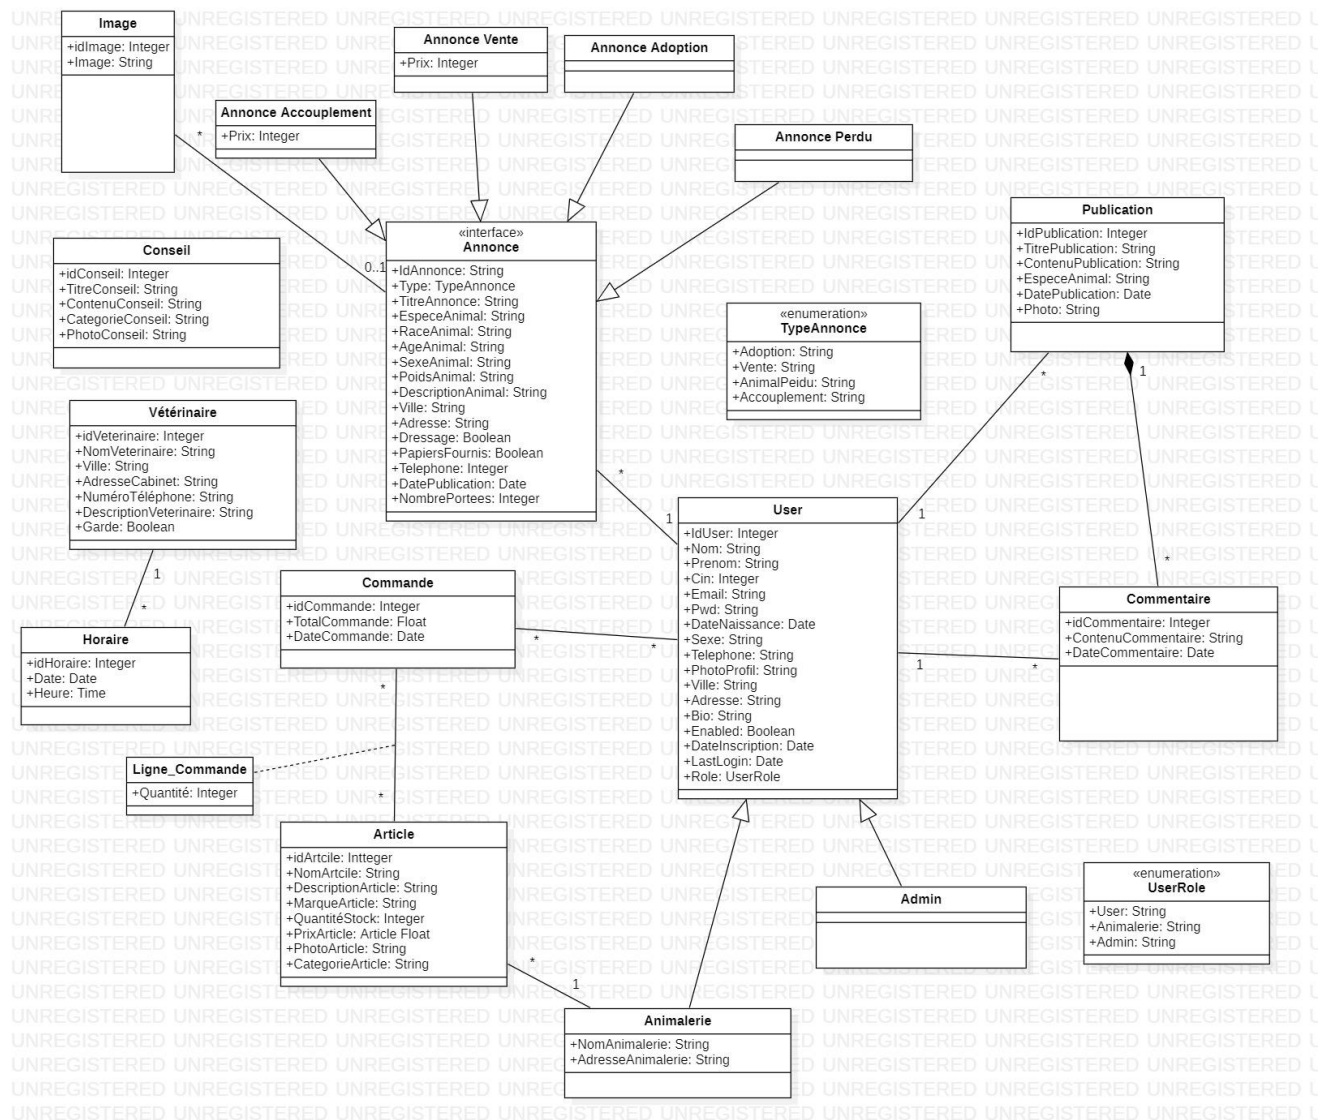 Image
+idImage: Integer
+Image: String
Annonce Vente
+Prix: Integer
Annonce Adoption
Annonce Accouplement
+Prix: Integer
Annonce Perdu
*
0..1
«interface»
Annonce
+IdAnnonce: String
+Type: TypeAnnonce
+TitreAnnonce: String
+EspeceAnimal: String
+RaceAnimal: String
+AgeAnimal: String
+SexeAnimal: String
+PoidsAnimal: String
+DescriptionAnimal: String
+Ville: String
+Adresse: String
+Dressage: Boolean
+PapiersFournis: Boolean
+Telephone: Integer
+DatePublication: Date
+NombrePortees: Integer
Conseil
+idConseil: Integer
+TitreConseil: String
+ContenuConseil: String
+CategorieConseil: String
+PhotoConseil: String
Publication
+IdPublication: Integer
+TitrePublication: String
+ContenuPublication: String
+EspeceAnimal: String
+DatePublication: Date
+Photo: String
«enumeration»
TypeAnnonce
+Adoption: String
+Vente: String
+AnimalPeidu: String
+Accouplement: String
Vétérinaire
+idVeterinaire: Integer
+NomVeterinaire: String
+Ville: String
+AdresseCabinet: String
+NuméroTéléphone: String
+DescriptionVeterinaire: String
+Garde: Boolean
1
*
Horaire
+idHoraire: Integer
+Date: Date
+Heure: Time
*
1
*
1
1
*
User
+IdUser: Integer
+Nom: String
+Prenom: String
+Cin: Integer
+Email: String
+Pwd: String
+DateNaissance: Date
+Sexe: String
+Telephone: String
+PhotoProfil: String
+Ville: String
+Adresse: String
+Bio: String
+Enabled: Boolean
+DateInscription: Date
+LastLogin: Date
+Role: UserRole
Commande
+idCommande: Integer
+TotalCommande: Float
+DateCommande: Date
*
*
1
*
Commentaire
+idCommentaire: Integer
+ContenuCommentaire: String
+DateCommentaire: Date
*
*
Ligne_Commande
+Quantité: Integer
Article
+idArtcile: Intteger
+NomArtcile: String
+DescriptionArticle: String
+MarqueArticle: String
+QuantitéStock: Integer
+PrixArticle: Article Float
+PhotoArticle: String
+CategorieArticle: String
*
1
Admin
«enumeration»
UserRole
+User: String
+Animalerie: String
+Admin: String
Animalerie
+NomAnimalerie: String
+AdresseAnimalerie: String
UNREGISTERED